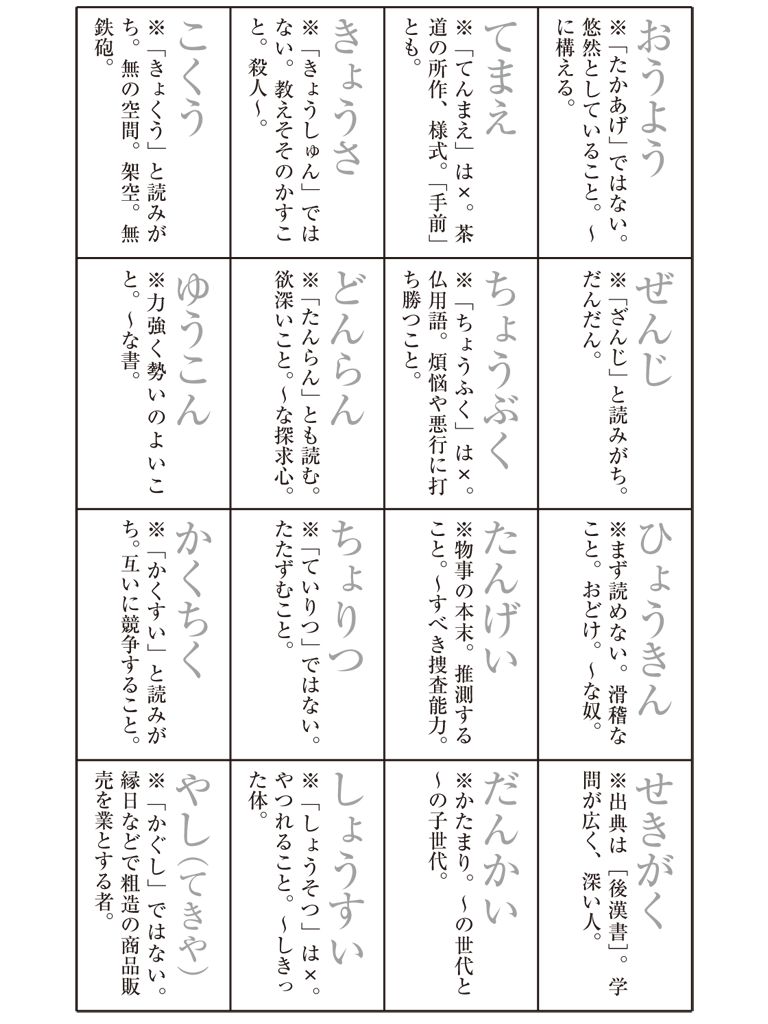 おうよう
※「たかあげ」ではない。
悠然としていること。〜
に構える。
てまえ
※「てんまえ」は×。茶
道の所作、様式。「手前」
とも。
きょうさ
※「きょうしゅん」では
ない。教えそそのかすこ
と。殺人〜。
こくう
※「きょくう」と読みが
ち。無の空間。架空。無
鉄砲。
ぜんじ
※「ざんじ」と読みがち。
だんだん。
ちょうぶく
※「ちょうふく」は×。
仏用語。煩悩や悪行に打
ち勝つこと。
どんらん
※「たんらん」とも読む。
欲深いこと。〜な探求心。
ゆうこん
※力強く勢いのよいこ
と。〜な書。
ひょうきん
※まず読めない。滑稽な
こと。おどけ。〜な奴。
たんげい
※物事の本末。推測する
こと。〜すべき捜査能力。
ちょりつ
※「ていりつ」ではない。
たたずむこと。
かくちく
※「かくすい」と読みが
ち。互いに競争すること。
せきがく
※出典は［後漢書］。学
問が広く、深い人。
だんかい
※かたまり。〜の世代と
〜の子世代。
しょうすい
※「しょうそつ」は×。
やつれること。〜しきっ
た体。
やし（てきや）
※「かぐし」ではない。
縁日などで粗造の商品販
売を業とする者。